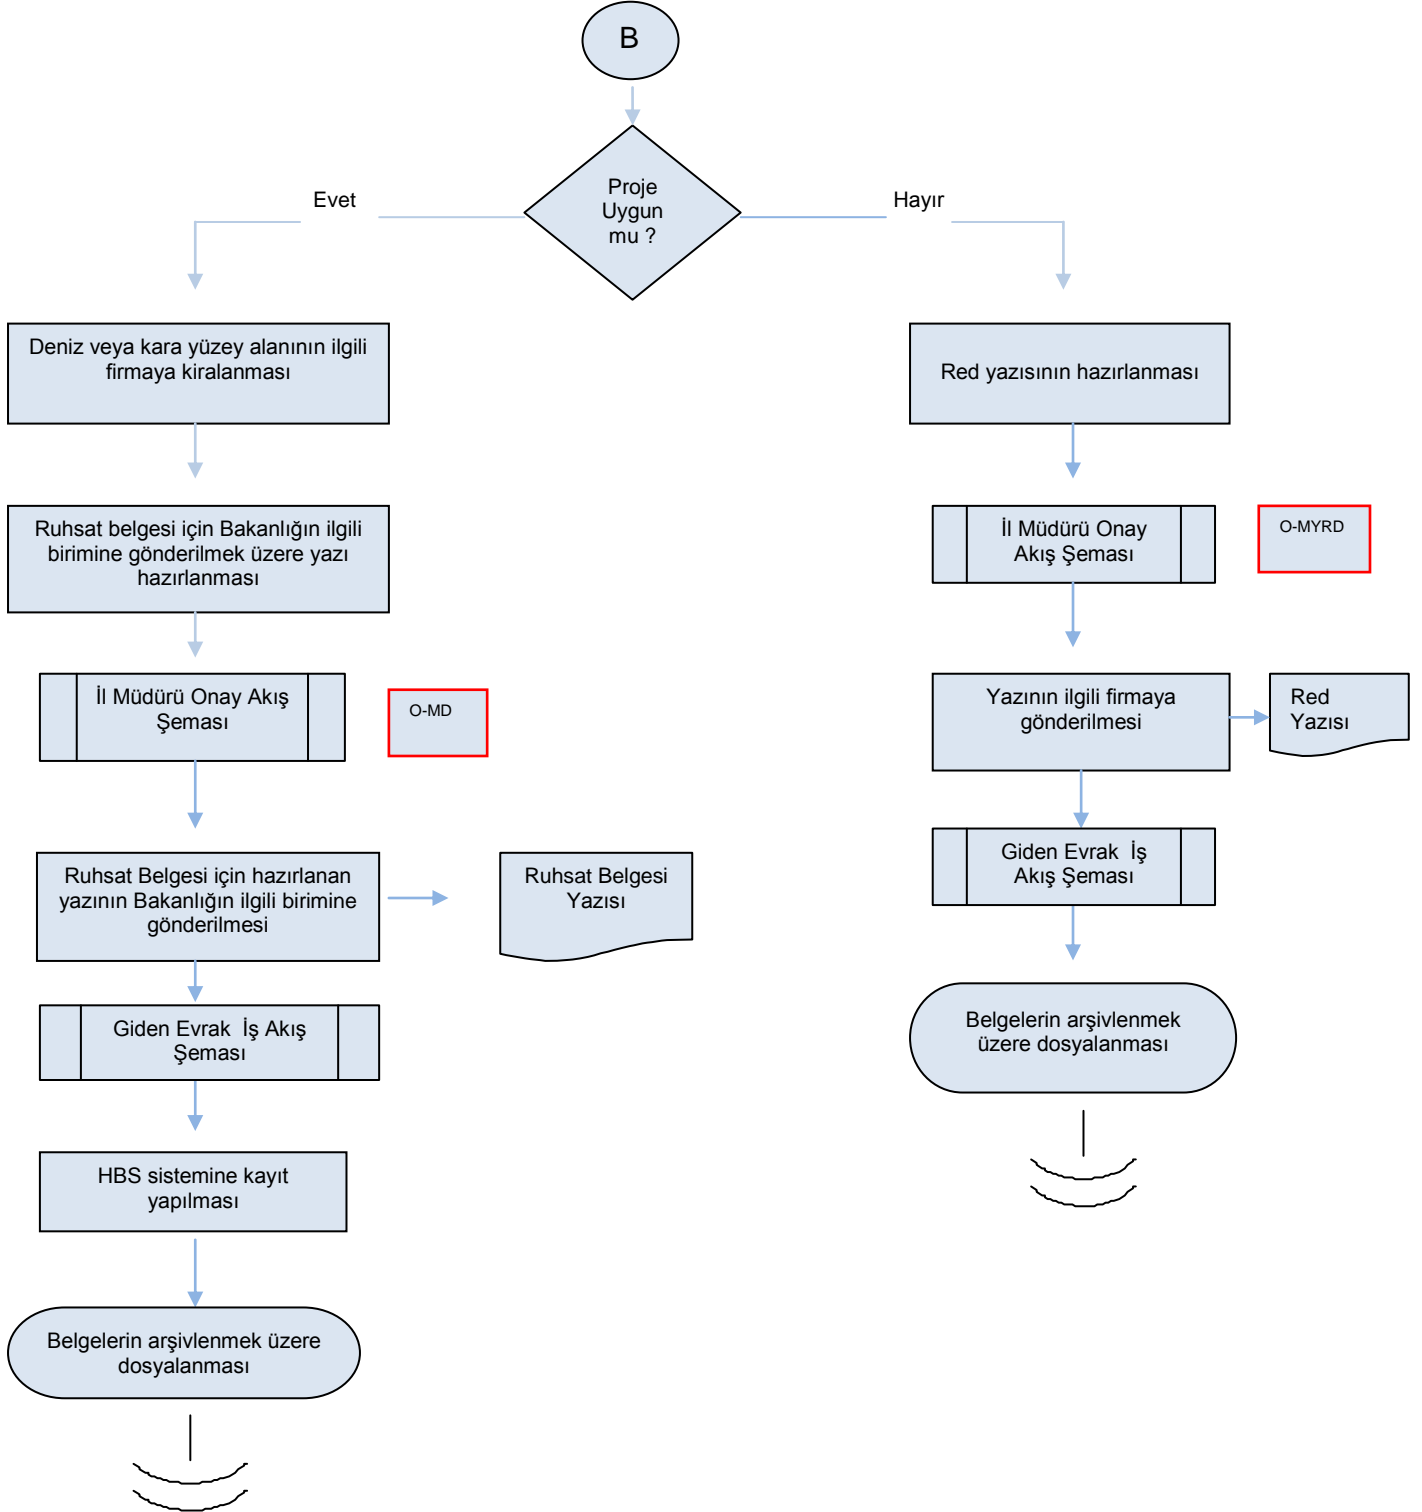 B
Proje
Uygun
mu ?
Evet
Hayır
Deniz veya kara yüzey alanının ilgili
firmaya kiralanması
Ruhsat belgesi için Bakanlığın ilgili
birimine gönderilmek üzere yazı
hazırlanması
İl Müdürü Onay Akış
Şeması
O-MD
Ruhsat Belgesi için hazırlanan
yazının Bakanlığın ilgili birimine
gönderilmesi
Ruhsat Belgesi
Yazısı
Giden Evrak  İş Akış
Şeması
HBS sistemine kayıt
yapılması
Belgelerin arşivlenmek üzere
dosyalanması
Red yazısının hazırlanması
İl Müdürü Onay
Akış Şeması
O-MYRD
Yazının ilgili firmaya
gönderilmesi
Red
Yazısı
Giden Evrak  İş
Akış Şeması
Belgelerin arşivlenmek
üzere dosyalanması